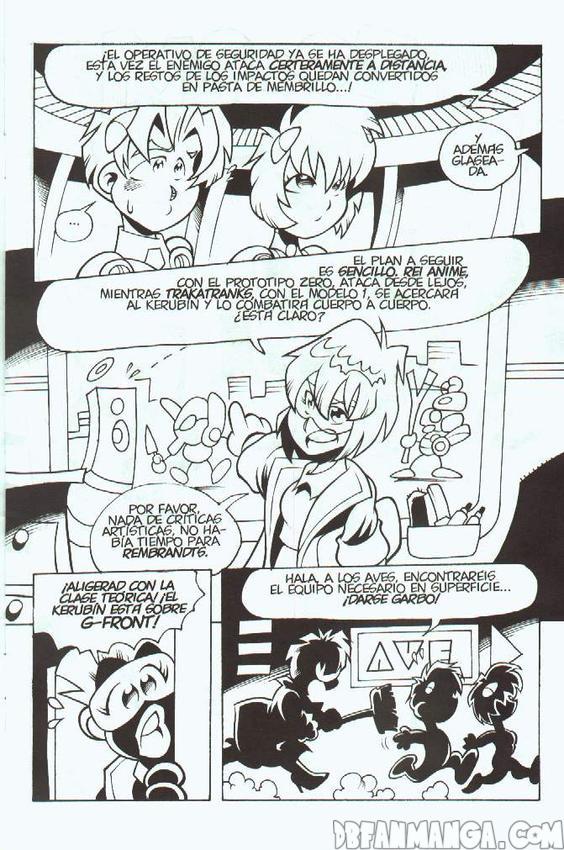 ¡EL OPERATIVO DE SEGURIDAD YA SE HA DESPLEGADO,
ESTA VEZ EL ENEMIGO ATACA CERTERAMENTE A DISTANCIA
Y LOS RESTOS DE LOS IMPACTOS QUEDAN CONVERTIDOS
EN PASTA DE MEMBRILLO...!
Y
ADEMÁS
GLASEA-
DA.
...
EL PLAN A SEGUIR
ES SENCILLO. REI ANIME,
CON EL PROTOTIPO ZERO, ATACA DESDE LEJOS,
MIENTRAS TRAKATRANKS, CON EL MODELO 1, SE ACERCARÁ
AL KERUBÍN Y LO COMBATIRÁ CUERPO A CUERPO.
¿ESTÁ CLARO?
POR FAVOR,
NADA DE CRÍTICAS
ARTÍSTICAS, NO HA-
BÍA TIEMPO PARA
REMBRANDTS.
¡ALIGERAD CON LA
CLASE TEÓRICA! ¡EL
KERUBÍN ESTÁ SOBRE
G-FRONT!
HALA, A LOS AVES, ENCONTRAREIS
EL EQUIPO NECESARIO EN SUPERFICIE...
¡DARSE GARBO!
AVE
DBFANMANGA.COM